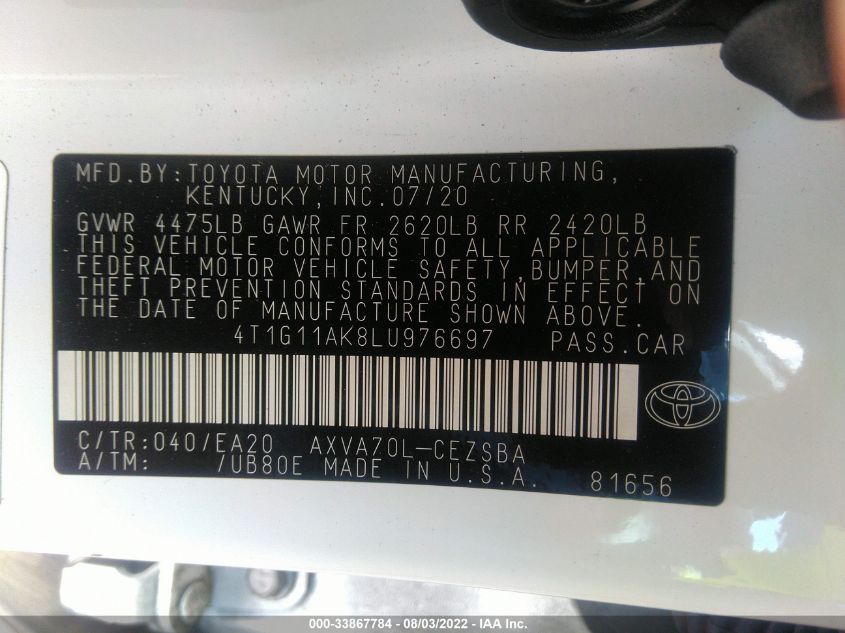 MFD.BY:TOYOTA MOTOR MANUFACTURING,
KENTUCKY,INC.07/20
GVWR 4475LB GAWR FR 2620LB RR 2420LB
THIS VEHICLE CONFORMS TO ALL APPLICABLE
FEDERAL MOTOR VEHICLE SAFETY,BUMPER,AND
THEFT PREVENTION STANDARDS IN EFFECT ON
THE DATE OF MANUFACTURE SHOWN ABOVE.
4T1G11AK8LU976697 PASS.CAR
C/TR:040/EA20 AXVA70L-CEZSBA
A/TM: /UB80E MADE IN U.S.A. 81656
000-33867784 — 08/03/2022 — IAA Inc.